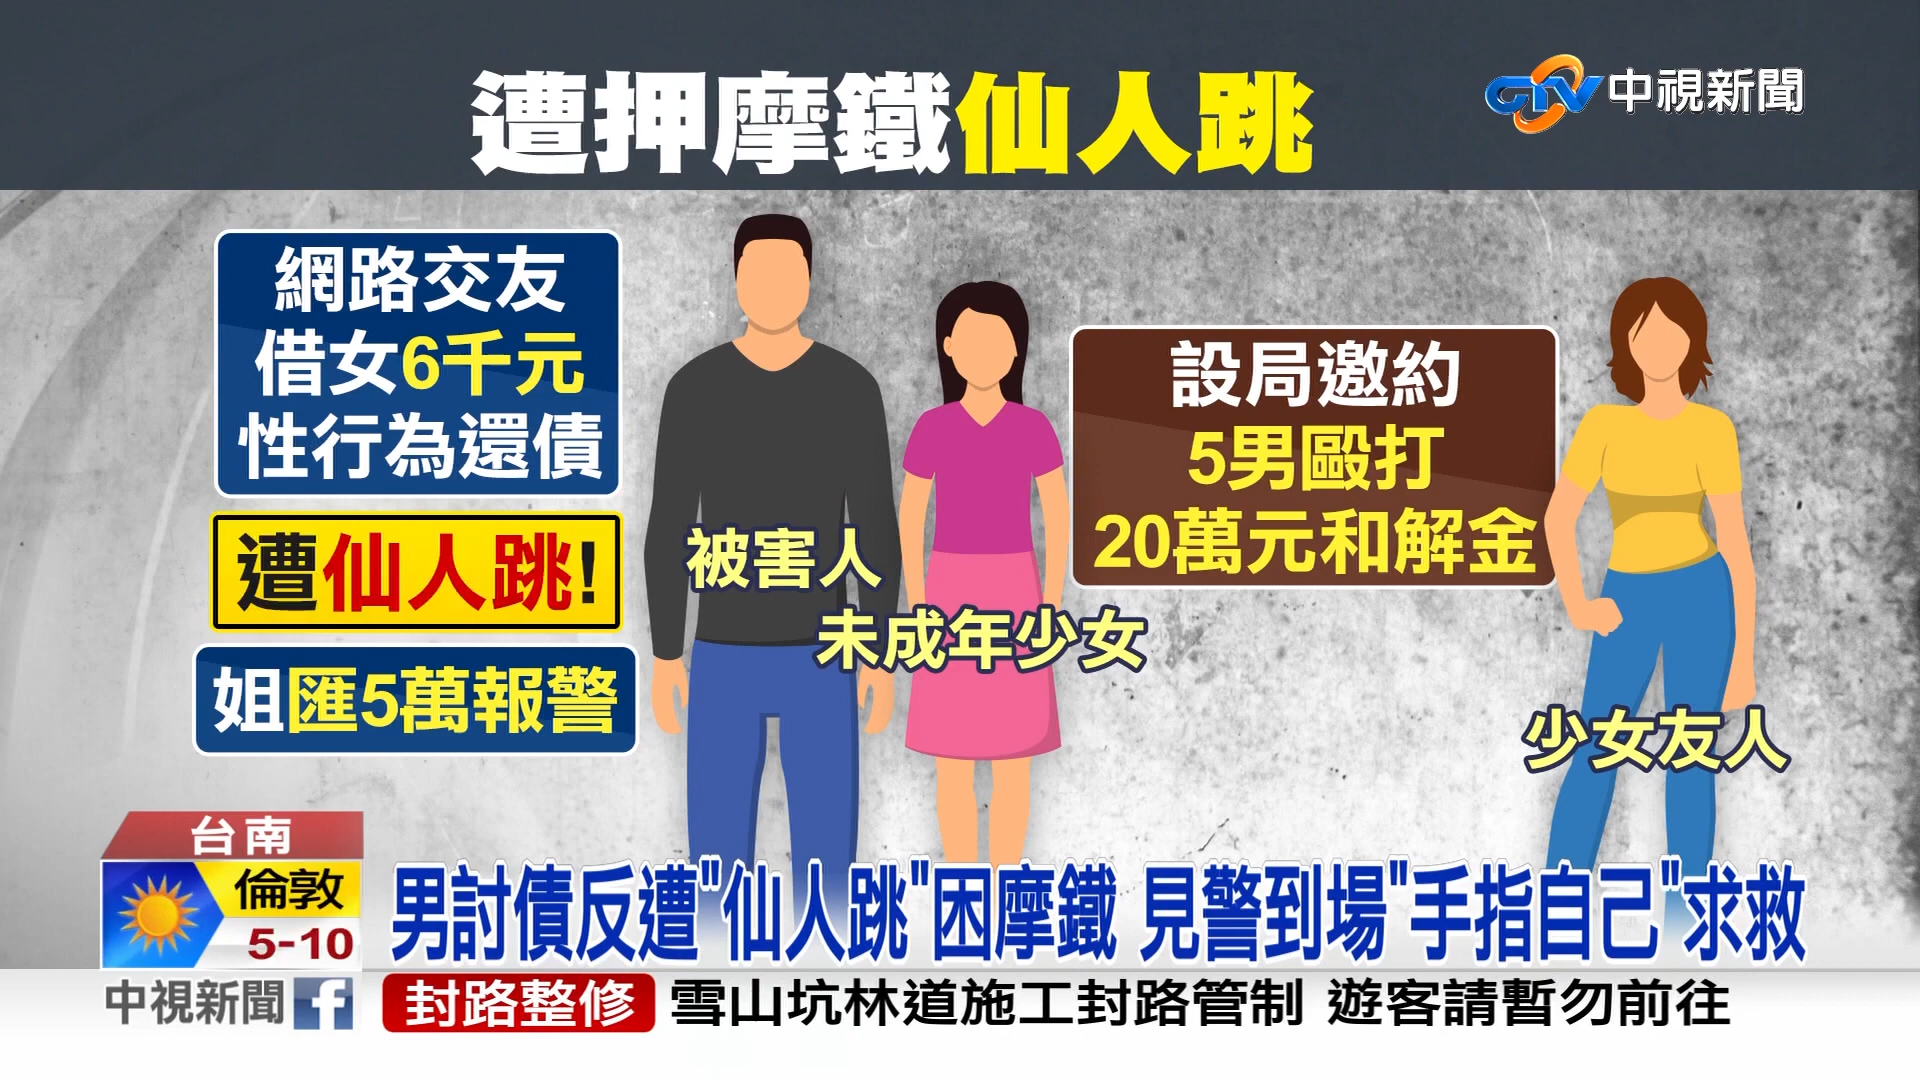 遭押摩鐵仙人跳
CTV中視新聞
網路交友
借女6千元
性行為還債
遭仙人跳!
姐匯5萬報警
被害人
未成年少女
設局邀約
5男毆打
20萬元和解金
少女友人
台南
倫敦
5-10
男討債反遭"仙人跳"困摩鐵 見警到場"手指自己"求救
中視新聞 f
封路整修 雪山坑林道施工封路管制 遊客請暫勿前往